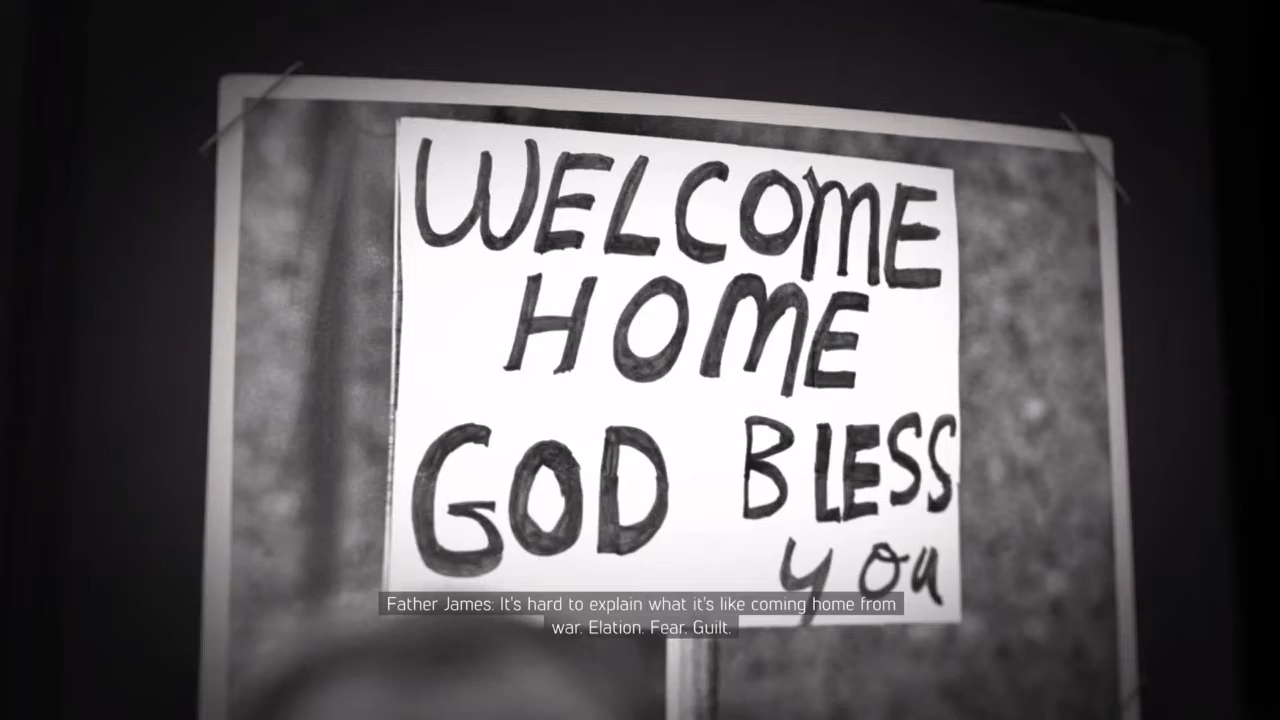 WELCOME
HOME
GOD BLESS
you
Father James: It's hard to explain what it's like coming home from
war. Elation. Fear. Guilt.